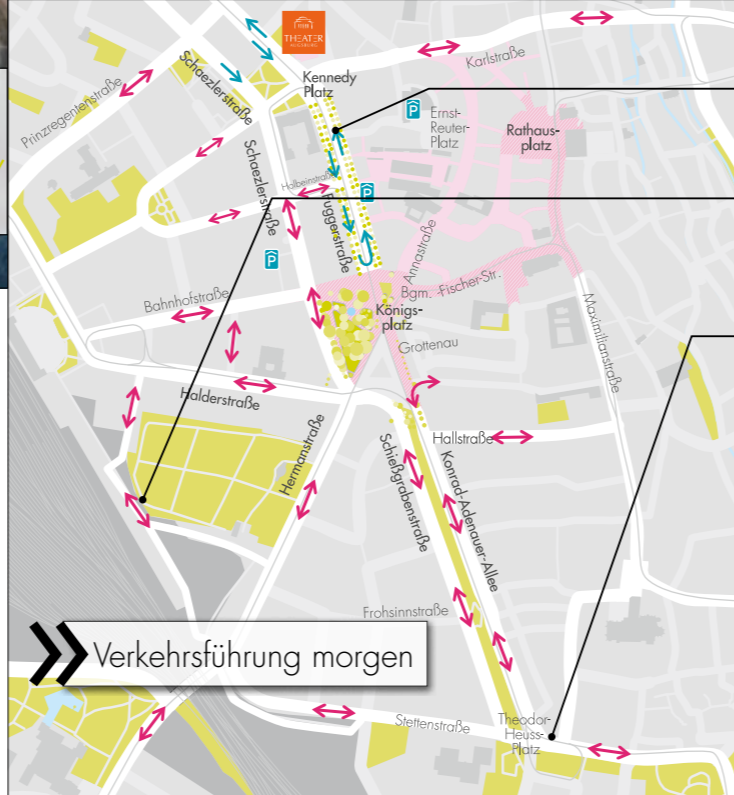 THEATER
AUGSBURG
Karlstraße
Kennedy
Platz
Schaezlerstraße
Prinzregentenstraße
P
Ernst-
Reuter-
Platz
Rathaus-
platz
Schaezlerstraße
Holbeinstraße
P
Fuggerstraße
Annastraße
P
Bahnhofstraße
Bgm.-Fischer-Str.
Königs-
platz
Grottenau
Maximilianstraße
Halderstraße
Hermanstraße
Hallstraße
Schießgrabenstraße
Konrad-Adenauer-Allee
Frohsinnstraße
Verkehrsführung morgen
Stettenstraße
Theodor-
Heuss-
Platz